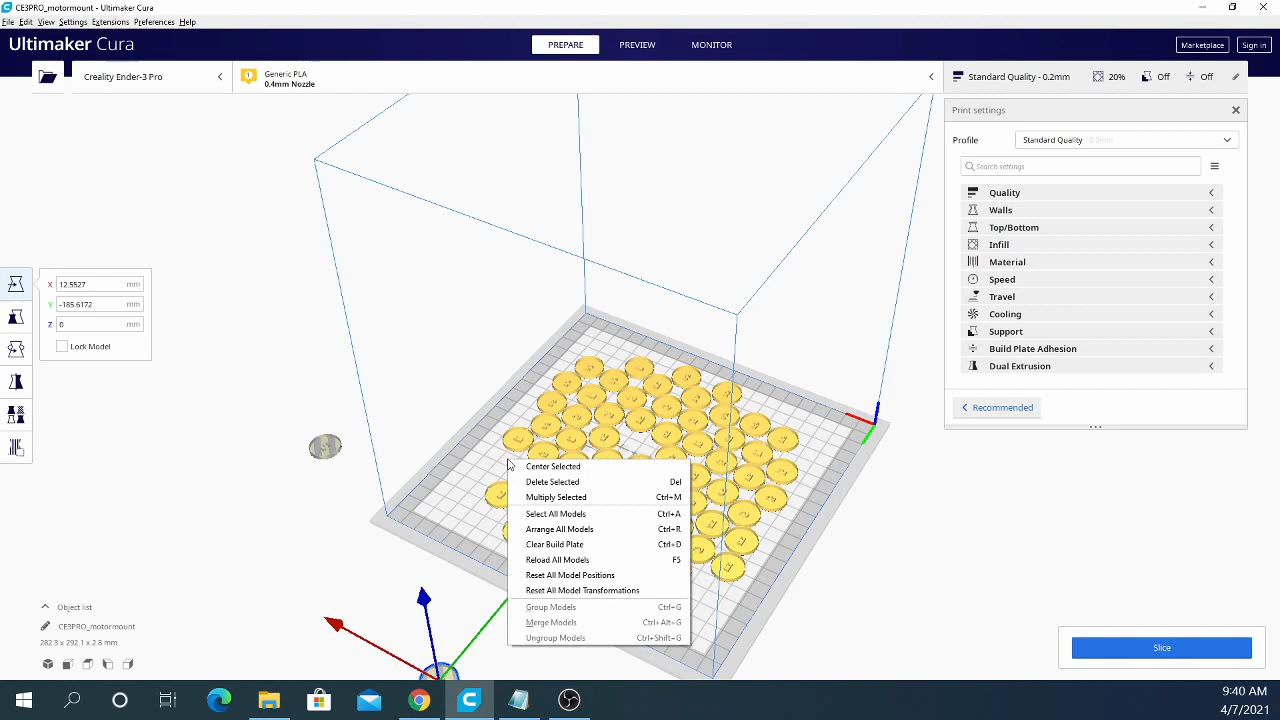 CE3PRO_motormount - Ultimaker Cura
File Edit View Settings Extensions Preferences Help
Ultimaker Cura
PREPARE
PREVIEW
MONITOR
Marketplace
Sign in
Creality Ender-3 Pro
1
Generic PLA
0.4mm Nozzle
Standard Quality - 0.2mm
20%
Off
Off
Print settings
Profile
Standard Quality 0.2mm
Search settings
Quality
Walls
Top/Bottom
Infill
Material
Speed
Travel
Cooling
Support
Build Plate Adhesion
Dual Extrusion
Recommended
X 12.5527 mm
Y -185.6172 mm
Z 0 mm
Lock Model
Center Selected
Delete Selected Del
Multiply Selected Ctrl+M
Select All Models Ctrl+A
Arrange All Models Ctrl+R
Clear Build Plate Ctrl+D
Reload All Models F5
Reset All Model Positions
Reset All Model Transformations
Group Models Ctrl+G
Merge Models Ctrl+Alt+G
Ungroup Models Ctrl+Shift+G
Object list
CE3PRO_motormount
282.3 x 292.1 x 2.8 mm
Slice
9:40 AM
4/7/2021